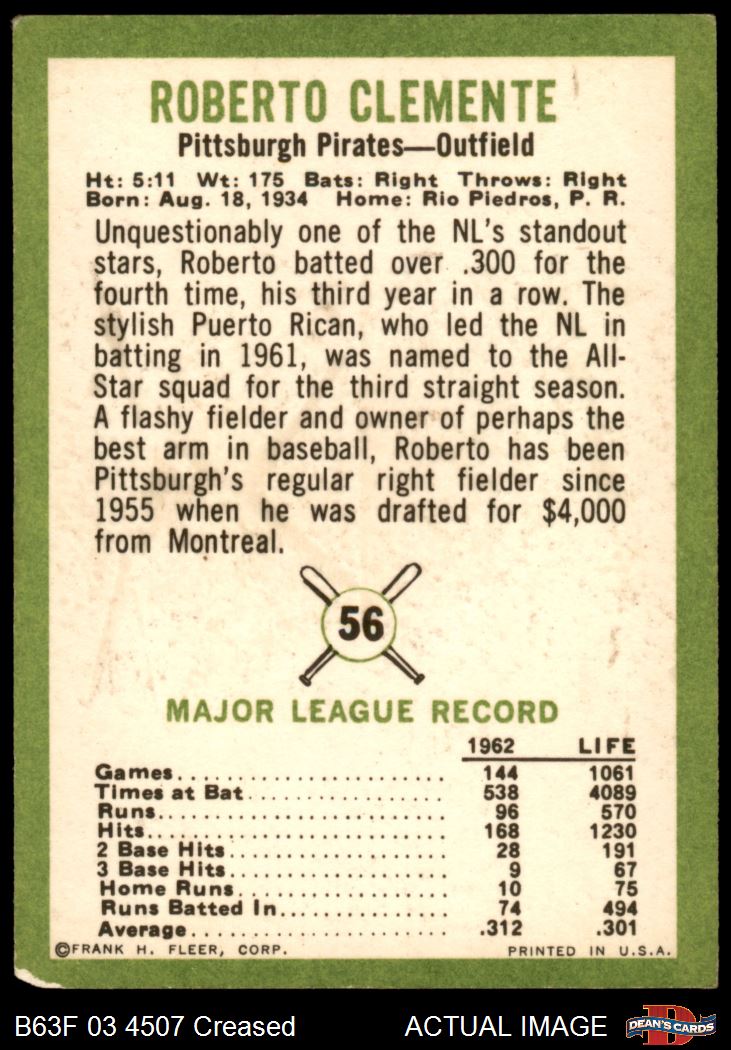 ROBERTO CLEMENTE
Pittsburgh Pirates—Outfield
Ht: 5:11 Wt: 175 Bats: Right Throws: Right
Born: Aug. 18, 1934 Home: Rio Piedros, P. R.
Unquestionably one of the NL's standout
stars, Roberto batted over .300 for the
fourth time, his third year in a row. The
stylish Puerto Rican, who led the NL in
batting in 1961, was named to the All-
Star squad for the third straight season.
A flashy fielder and owner of perhaps the
best arm in baseball, Roberto has been
Pittsburgh's regular right fielder since
1955 when he was drafted for $4,000
from Montreal.
56
MAJOR LEAGUE RECORD
1962 LIFE
Games 144 1061
Times at Bat 538 4089
Runs 96 570
Hits 168 1230
2 Base Hits 28 191
3 Base Hits 9 67
Home Runs 10 75
Runs Batted In 74 494
Average .312 .301
©FRANK H. FLEER, CORP. PRINTED IN U.S.A.
B63F 03 4507 Creased ACTUAL IMAGE D DEAN'S CARDS